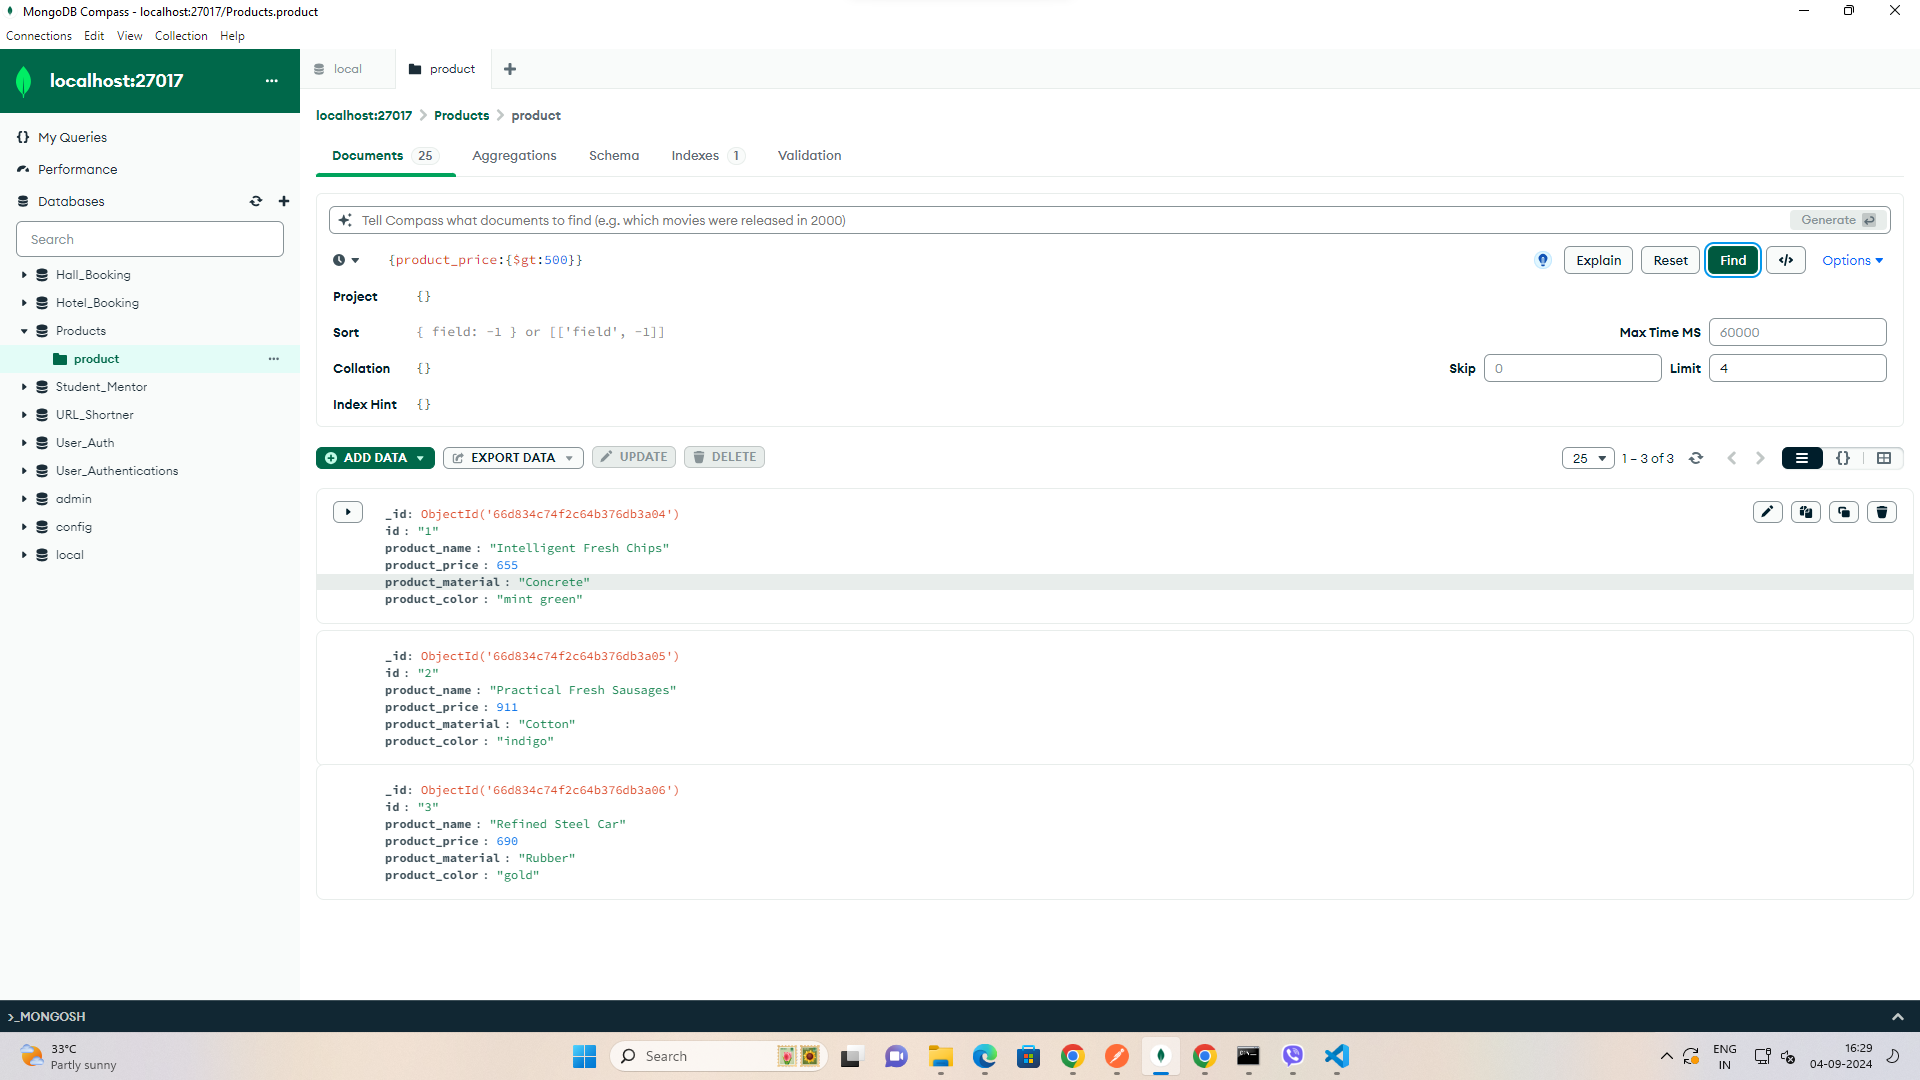 MongoDB Compass - localhost:27017/Products.product
Connections Edit View Collection Help
localhost:27017 ...
My Queries
Performance
Databases
Search
Hall_Booking
Hotel_Booking
Products
product ...
Student_Mentor
URL_Shortner
User_Auth
User_Authentications
admin
config
local
local product +
localhost:27017 > Products > product
Documents 25 Aggregations Schema Indexes 1 Validation
Tell Compass what documents to find (e.g. which movies were released in 2000) Generate
{product_price:{$gt:500}} Explain Reset Find </> Options
Project {}
Sort { field: -1 } or [['field', -1]] Max Time MS 60000
Collation {} Skip 0 Limit 4
Index Hint {}
ADD DATA EXPORT DATA UPDATE DELETE 25 1 – 3 of 3 {}
_id: ObjectId('66d834c74f2c64b376db3a04')
id : "1"
product_name : "Intelligent Fresh Chips"
product_price : 655
product_material : "Concrete"
product_color : "mint green"
_id: ObjectId('66d834c74f2c64b376db3a05')
id : "2"
product_name : "Practical Fresh Sausages"
product_price : 911
product_material : "Cotton"
product_color : "indigo"
_id: ObjectId('66d834c74f2c64b376db3a06')
id : "3"
product_name : "Refined Steel Car"
product_price : 690
product_material : "Rubber"
product_color : "gold"
>_MONGOSH
33°C
Partly sunny
Search
ENG
IN
16:29
04-09-2024